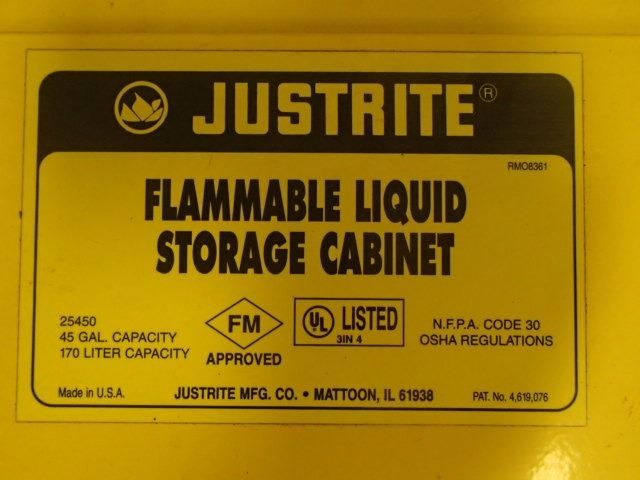 JUSTRITE®
RMO8361
FLAMMABLE LIQUID
STORAGE CABINET
25450
45 GAL. CAPACITY
170 LITER CAPACITY
FM
APPROVED
UL LISTED
3IN 4
N.F.P.A. CODE 30
OSHA REGULATIONS
Made in U.S.A.
JUSTRITE MFG. CO. • MATTOON, IL 61938
PAT. No. 4,619,076